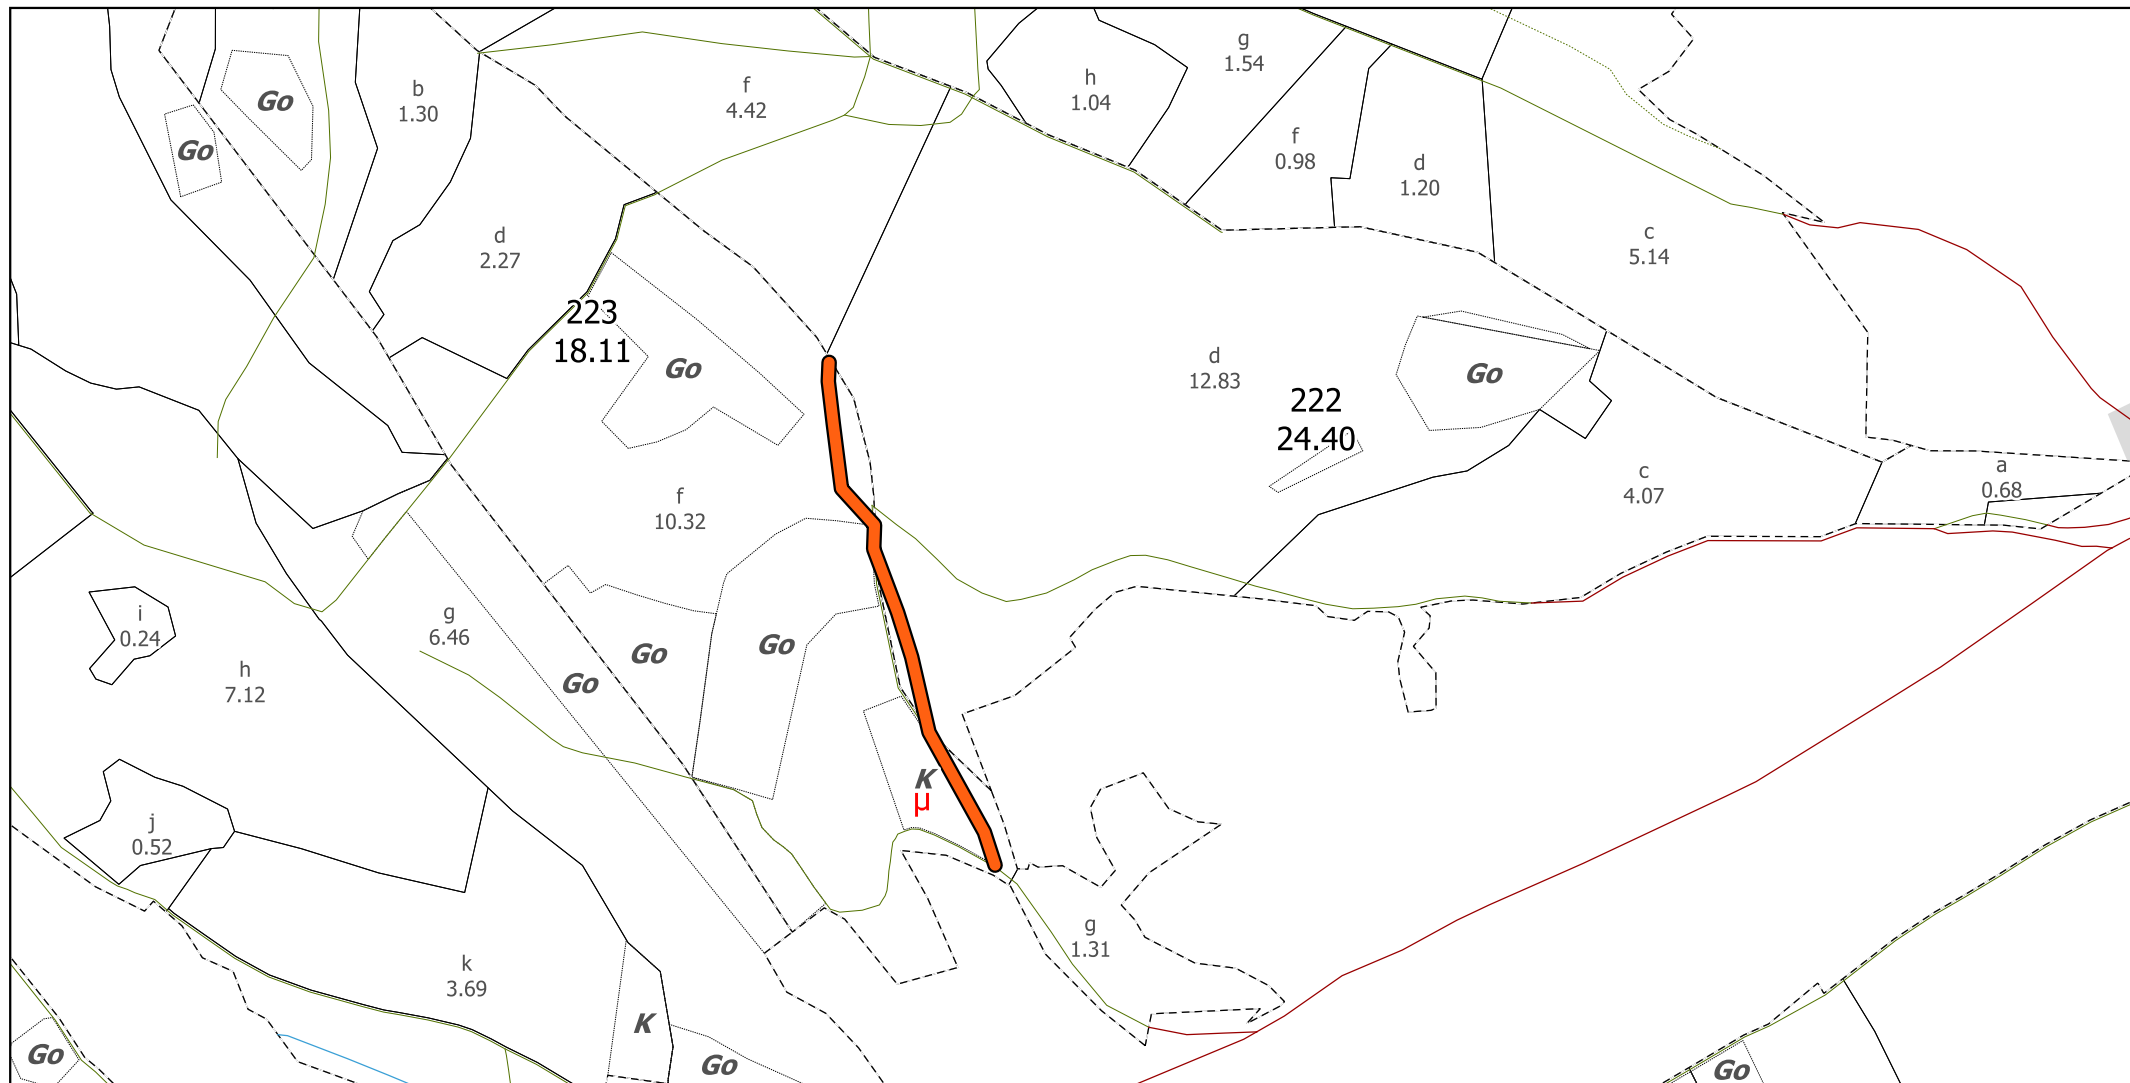 g
1.54
h
1.04
f
4.42
b
1.30
Go
Go
f
0.98
d
1.20
d
2.27
c
5.14
223
18.11
Go
d
12.83
222
24.40
Go
c
4.07
a
0.68
f
10.32
i
0.24
g
6.46
h
7.12
Go
Go
Go
K
μ
j
0.52
g
1.31
k
3.69
K
Go
Go
Go